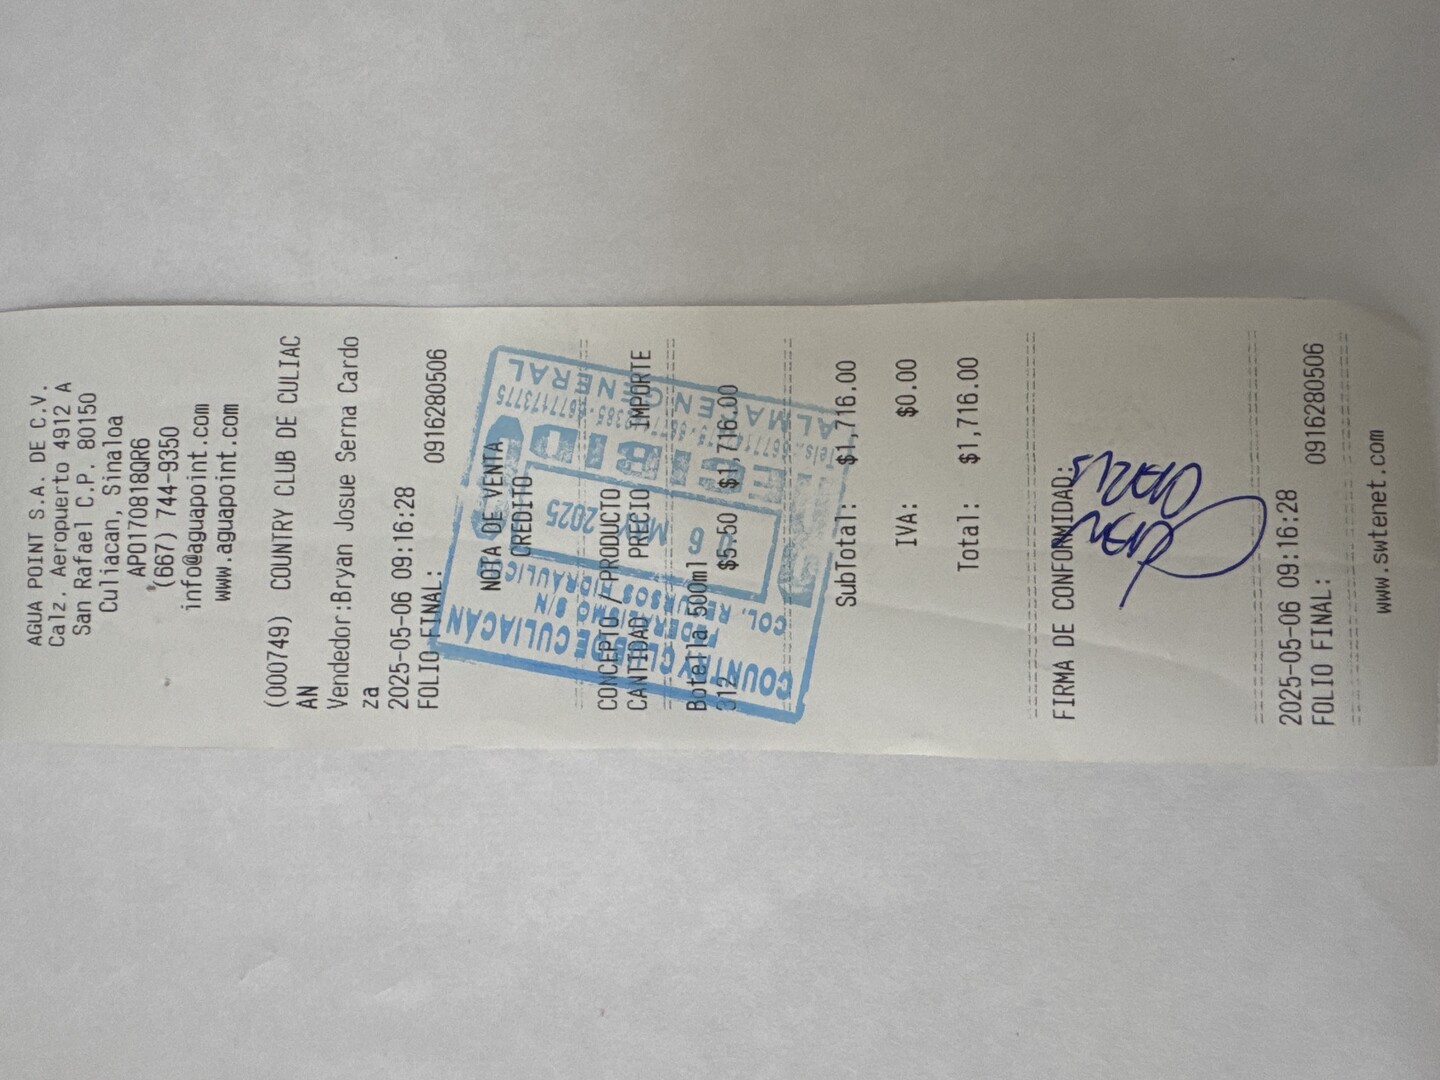 AGUA POINT S.A. DE C.V.
Calz. Aeropuerto 4912 A
San Rafael C.P. 80150
Culiacan, Sinaloa
APO170818QR6
(667) 744-9350
info@aguapoint.com
www.aguapoint.com
(000749) COUNTRY CLUB DE CULIAC
AN
Vendedor:Bryan Josue Serna Cardo
za
2025-05-06 09:16:28
FOLIO FINAL: 0916280506
NOTA DE VENTA
CREDITO
CONCEPTO / PRODUCTO
CANTIDAD PRECIO IMPORTE
Botella 500ml
312 $5.50 $1,716.00
SubTotal: $1,716.00
IVA: $0.00
Total: $1,716.00
FIRMA DE CONFORMIDAD:
2025-05-06 09:16:28
FOLIO FINAL: 0916280506
www.swtenet.com
COUNTRY CLUB DE CULIACÁN
FEDERALISMO S/N
COL. RECURSOS HIDRÁULICOS
6 MAY 2025
RECIBIDO
ALMACEN GENERAL